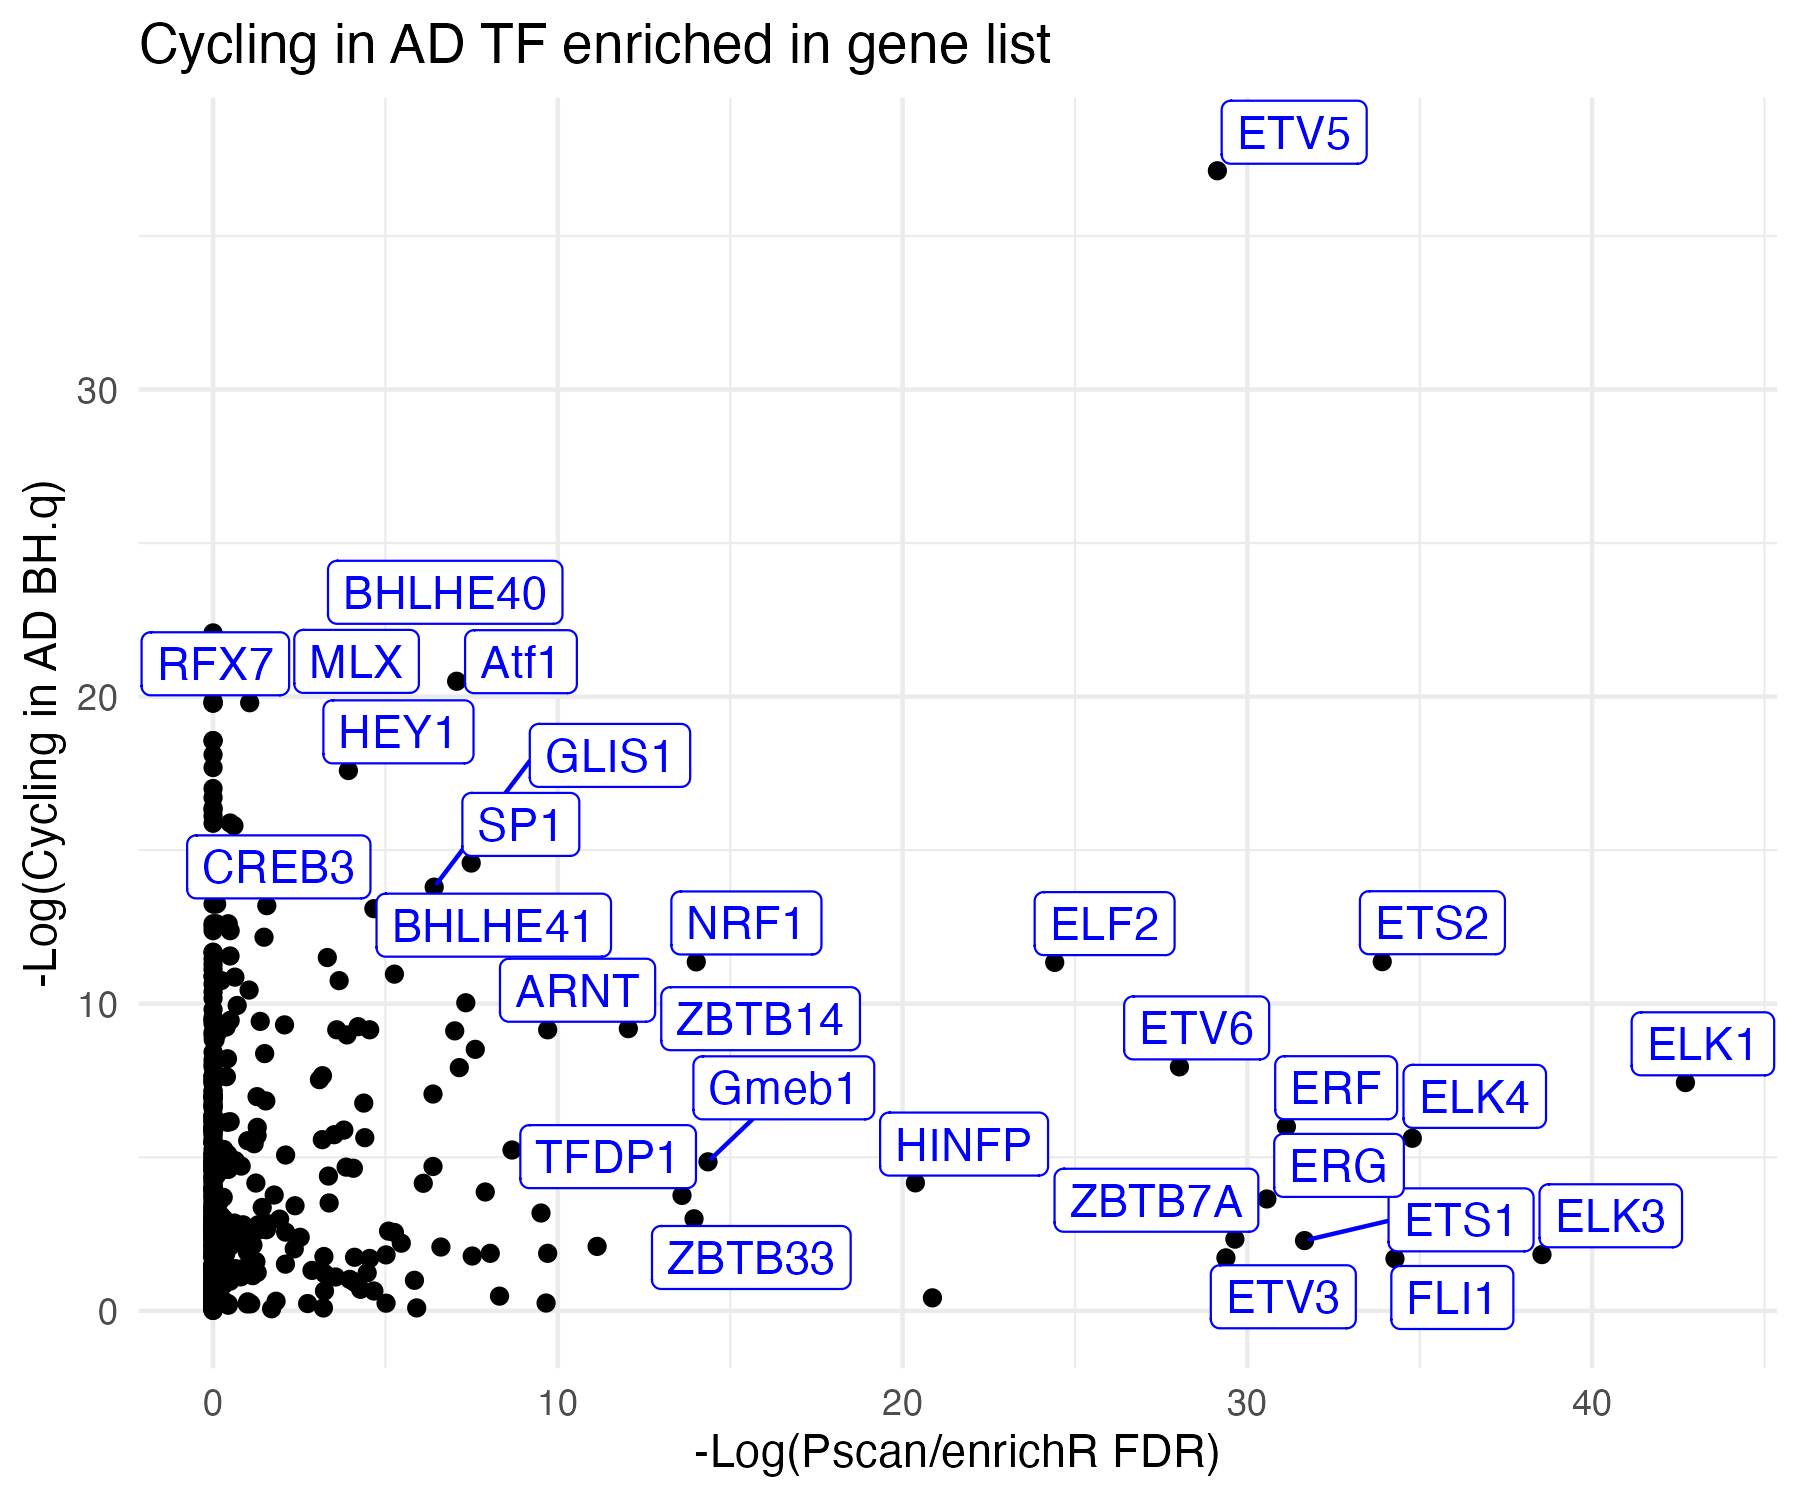 Cycling in AD TF enriched in gene list
-Log(Cycling in AD BH.q)
30
20
10
0
ETV5
BHLHE40
RFX7
MLX
Atf1
HEY1
GLIS1
SP1
CREB3
BHLHE41
NRF1
ELF2
ETS2
ARNT
ZBTB14
ETV6
ELK1
Gmeb1
ERF
ELK4
TFDP1
HINFP
ERG
ZBTB7A
ETS1
ELK3
ZBTB33
ETV3
FLI1
0
10
20
30
40
-Log(Pscan/enrichR FDR)